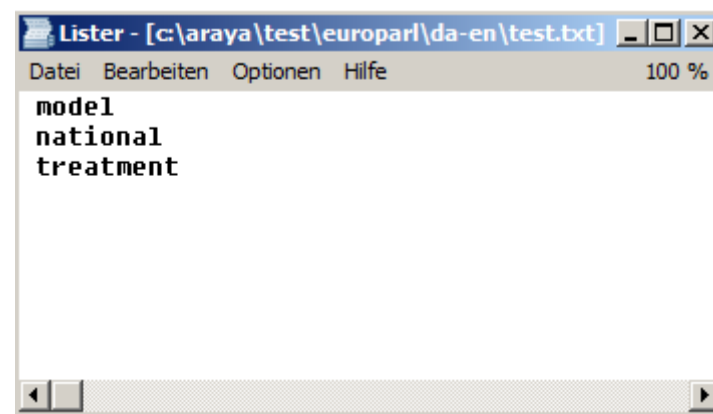 Lister - [c:\araya\test\europarl\da-en\test.txt]
Datei Bearbeiten Optionen Hilfe 100 %
model
national
treatment